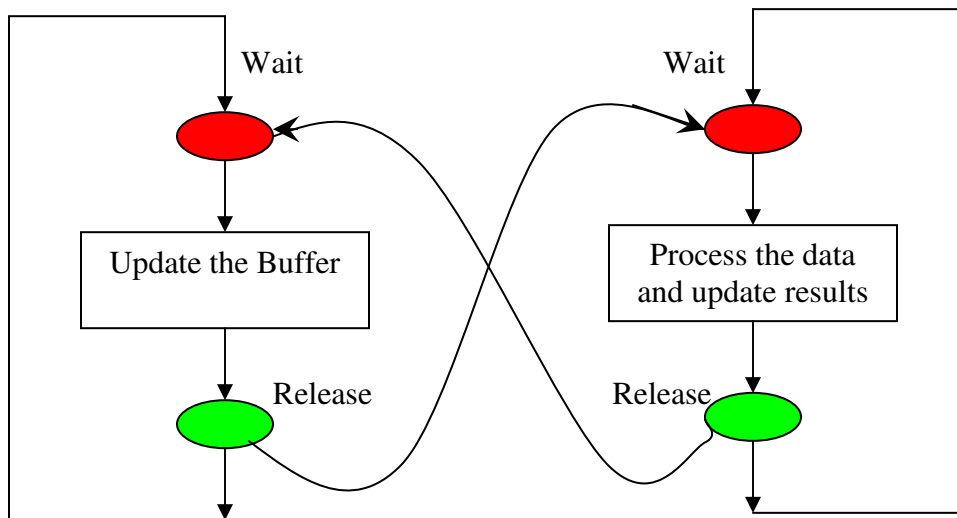 Wait
Wait
Update the Buffer
Process the data
and update results
Release
Release